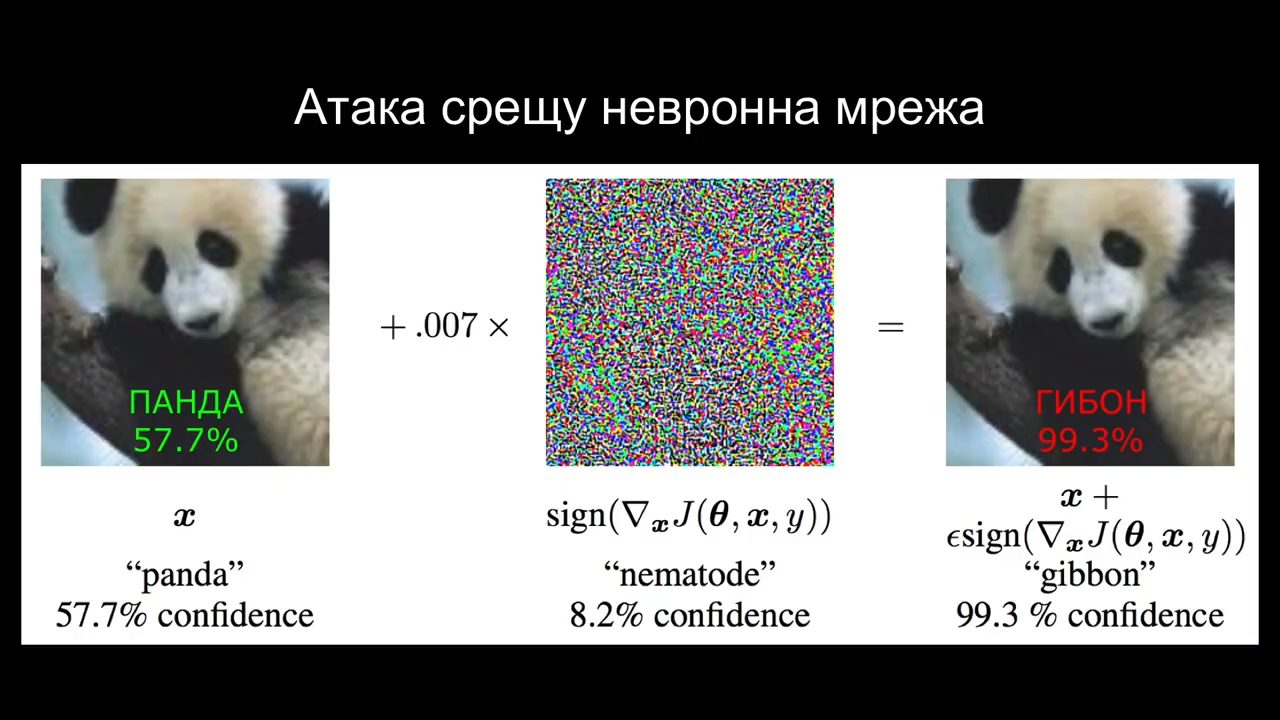 Атака срещу невронна мрежа
ПАНДА
57.7%
+ .007 ×
=
ГИБОН
99.3%
x
“panda”
57.7% confidence
sign(∇ₓJ(θ, x, y))
“nematode”
8.2% confidence
x +
ϵsign(∇ₓJ(θ, x, y))
“gibbon”
99.3 % confidence